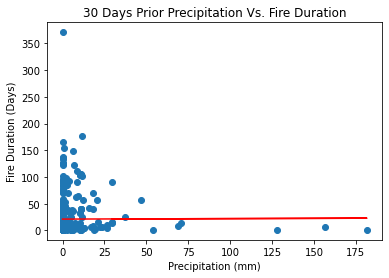 30 Days Prior Precipitation Vs. Fire Duration
Fire Duration (Days)
350
300
250
200
150
100
50
0
0 25 50 75 100 125 150 175
Precipitation (mm)